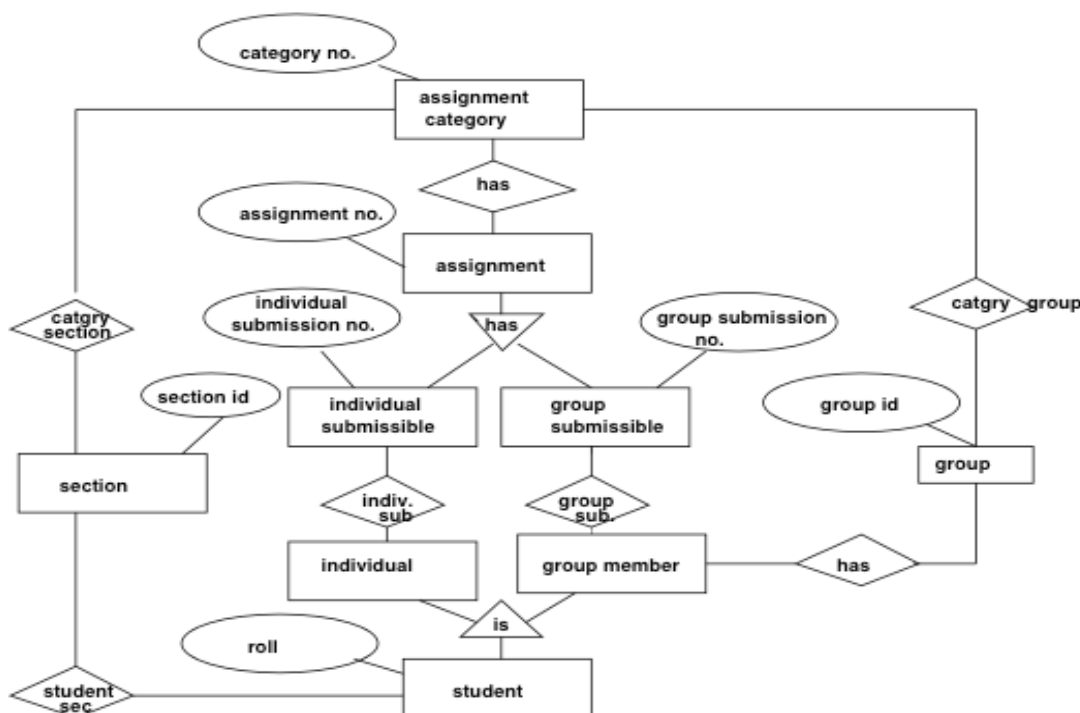 category no.
assignment
category
has
assignment no.
assignment
individual
submission no.
has
group submission
no.
catgry group
catgry
section
section id
individual
submissible
group
submissible
group id
section
group
indiv.
sub
group
sub.
individual
group member
has
is
roll
student
sec
student